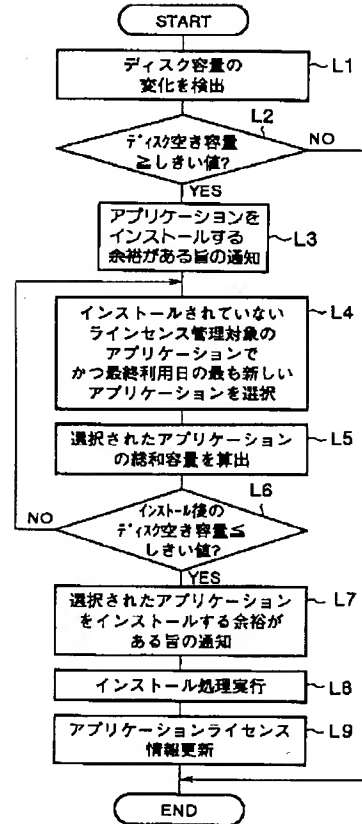 START
ディスク容量の
変化を検出
L1
L2
ディスク空き容量
≧しきい値?
NO
YES
アプリケーションを
インストールする
余裕がある旨の通知
L3
インストールされていない
ラインセンス管理対象の
アプリケーションで
かつ最終利用日の最も新しい
アプリケーションを選択
L4
選択されたアプリケーション
の総和容量を算出
L5
L6
インストール後の
ディスク空き容量≦
しきい値?
NO
YES
選択されたアプリケーション
をインストールする余裕が
ある旨の通知
L7
インストール処理実行
L8
アプリケーションライセンス
情報更新
L9
END